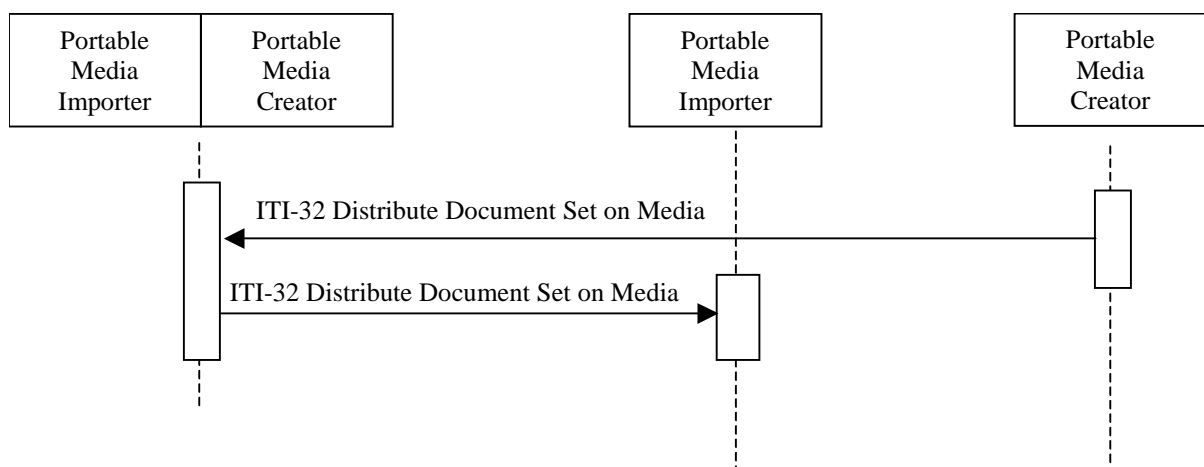 Portable
Media
Importer
Portable
Media
Creator
Portable
Media
Importer
Portable
Media
Creator
ITI-32 Distribute Document Set on Media
ITI-32 Distribute Document Set on Media